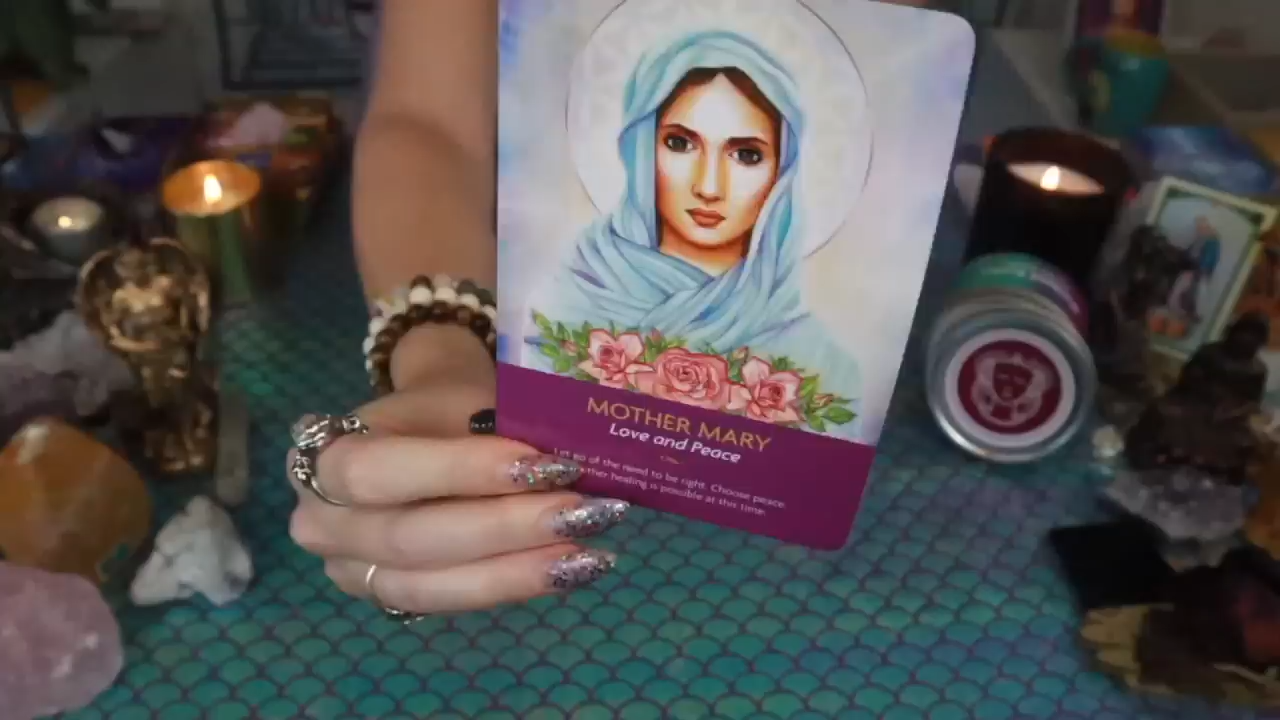 MOTHER MARY
Love and Peace
Let go of the need to be right. Choose peace.
ther healing is possible at this time.